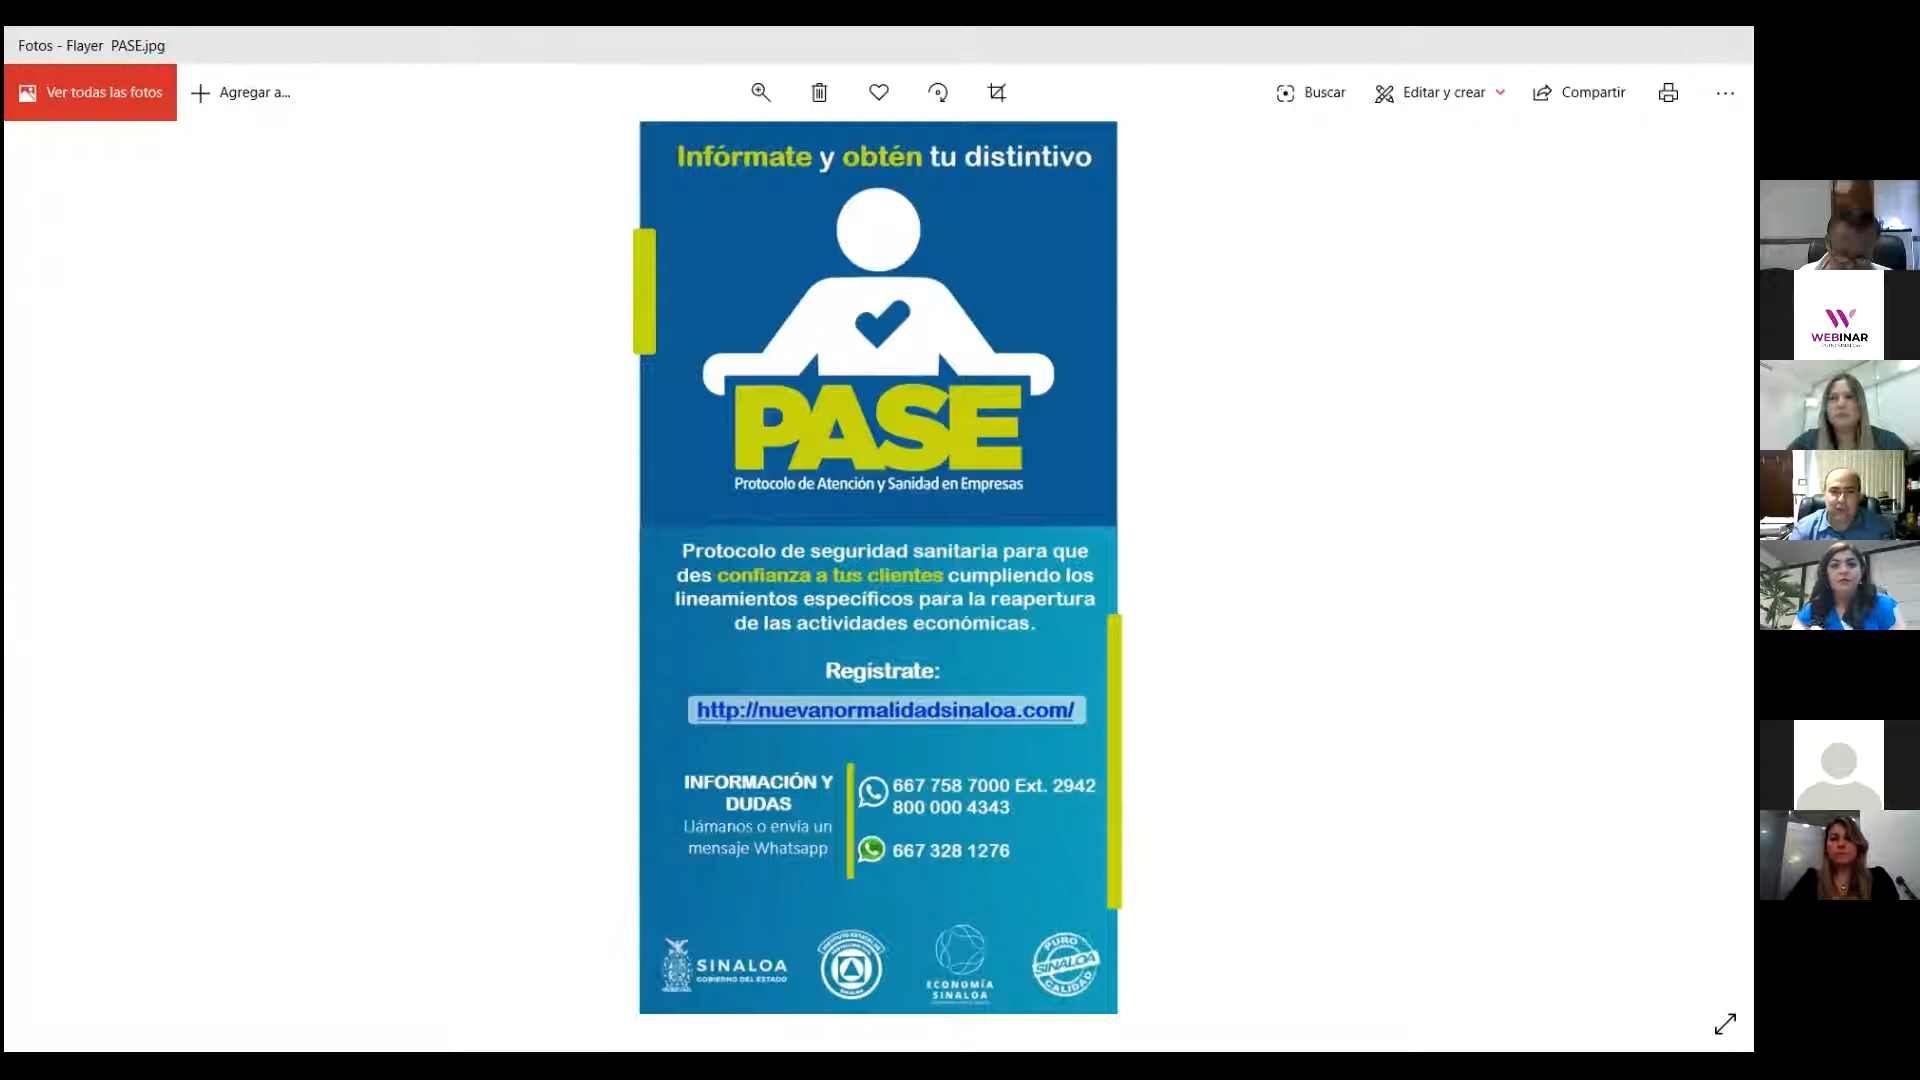 Fotos - Flayer  PASE.jpg
Ver todas las fotos
Agregar a...
Buscar
Editar y crear
Compartir
Infórmate y obtén tu distintivo
PASE
Protocolo de Atención y Sanidad en Empresas
Protocolo de seguridad sanitaria para que
des confianza a tus clientes cumpliendo los
lineamientos específicos para la reapertura
de las actividades económicas.
Regístrate:
http://nuevanormalidadsinaloa.com/
INFORMACIÓN Y
DUDAS
Llámanos o envía un
mensaje Whatsapp
667 758 7000 Ext. 2942
800 000 4343
667 328 1276
SINALOA
GOBIERNO DEL ESTADO
INSTITUTO ESTATAL DE
ECONOMÍA
SINALOA
PURO
SINALOA
CALIDAD
WEBINAR